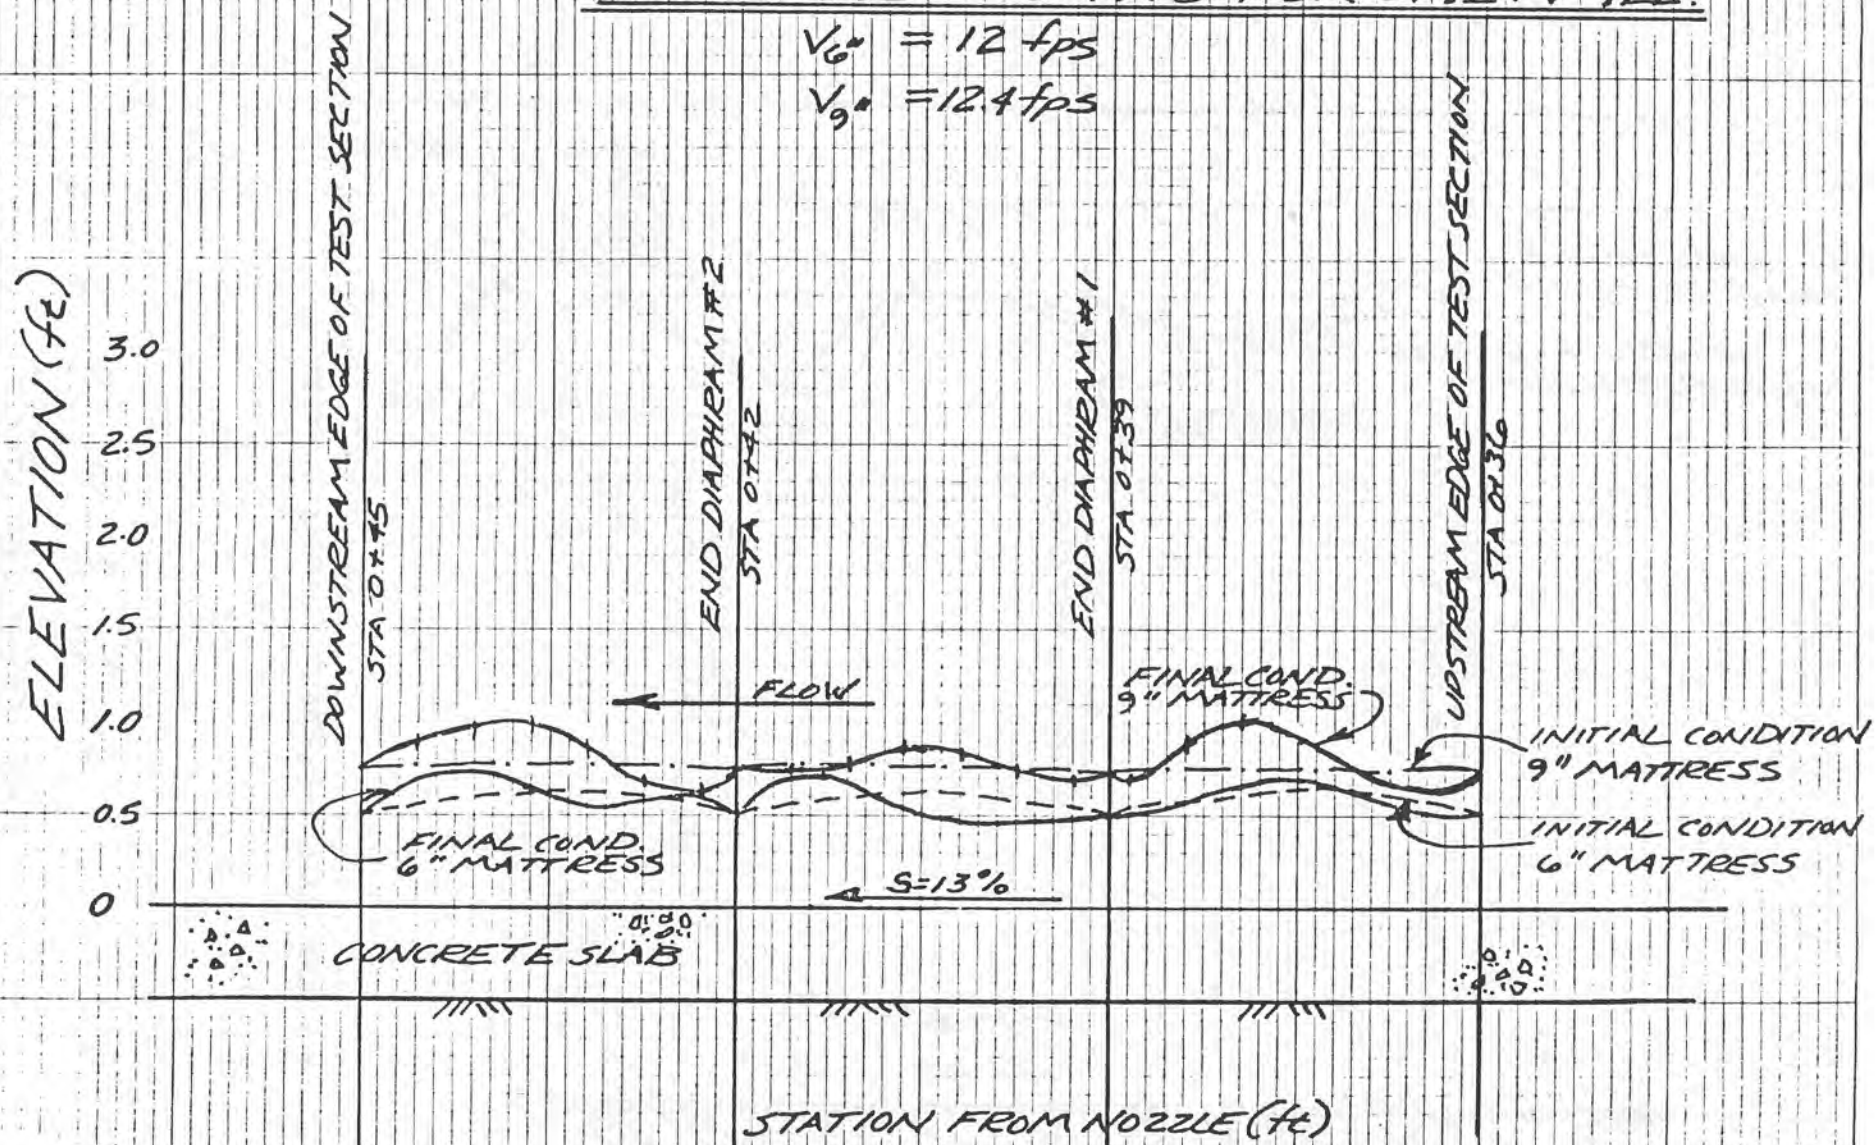 V6" = 12 fps
V9" = 12.4 fps
DOWNSTREAM EDGE OF TEST SECTION
STA 0+45
END DIAPHRAM #2
STA 0+42
END DIAPHRAM #1
STA 0+39
UPSTREAM EDGE OF TEST SECTION
STA 0+36
ELEVATION (ft)
3.0
2.5
2.0
1.5
1.0
0.5
0
FLOW
FINAL COND.
9" MATTRESS
INITIAL CONDITION
9" MATTRESS
FINAL COND.
6" MATTRESS
INITIAL CONDITION
6" MATTRESS
S=13%
CONCRETE SLAB
STATION FROM NOZZLE (ft)